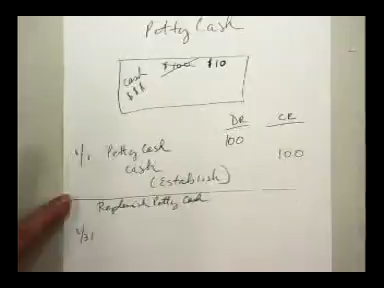 Petty Cash
$100 $10
cash
$$$
DR CR
1/1 Petty Cash 100
Cash 100
(Establish)
Replenish Petty Cash
1/31